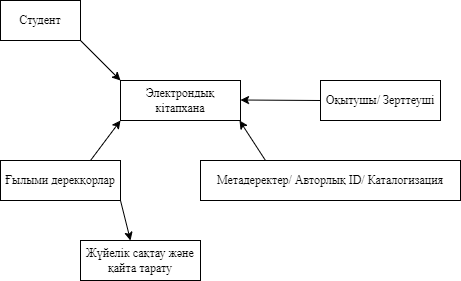 Студент
Электрондық
кітапхана
Оқытушы/ Зерттеуші
Ғылыми дерекқорлар
Метадеректер/ Авторлық ID/ Каталогизация
Жүйелік сақтау және
қайта тарату